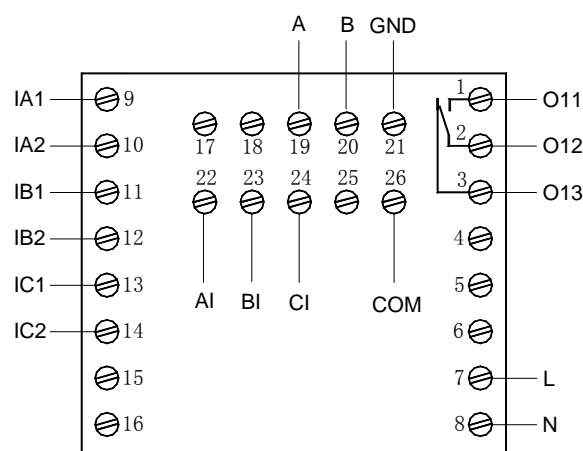 A B GND
IA1 9 1 O11
IA2 10 17 18 19 20 21 2 O12
IB1 11 22 23 24 25 26 3 O13
IB2 12 4
IC1 13 AI BI CI COM 5
IC2 14 6
15 7 L
16 8 N